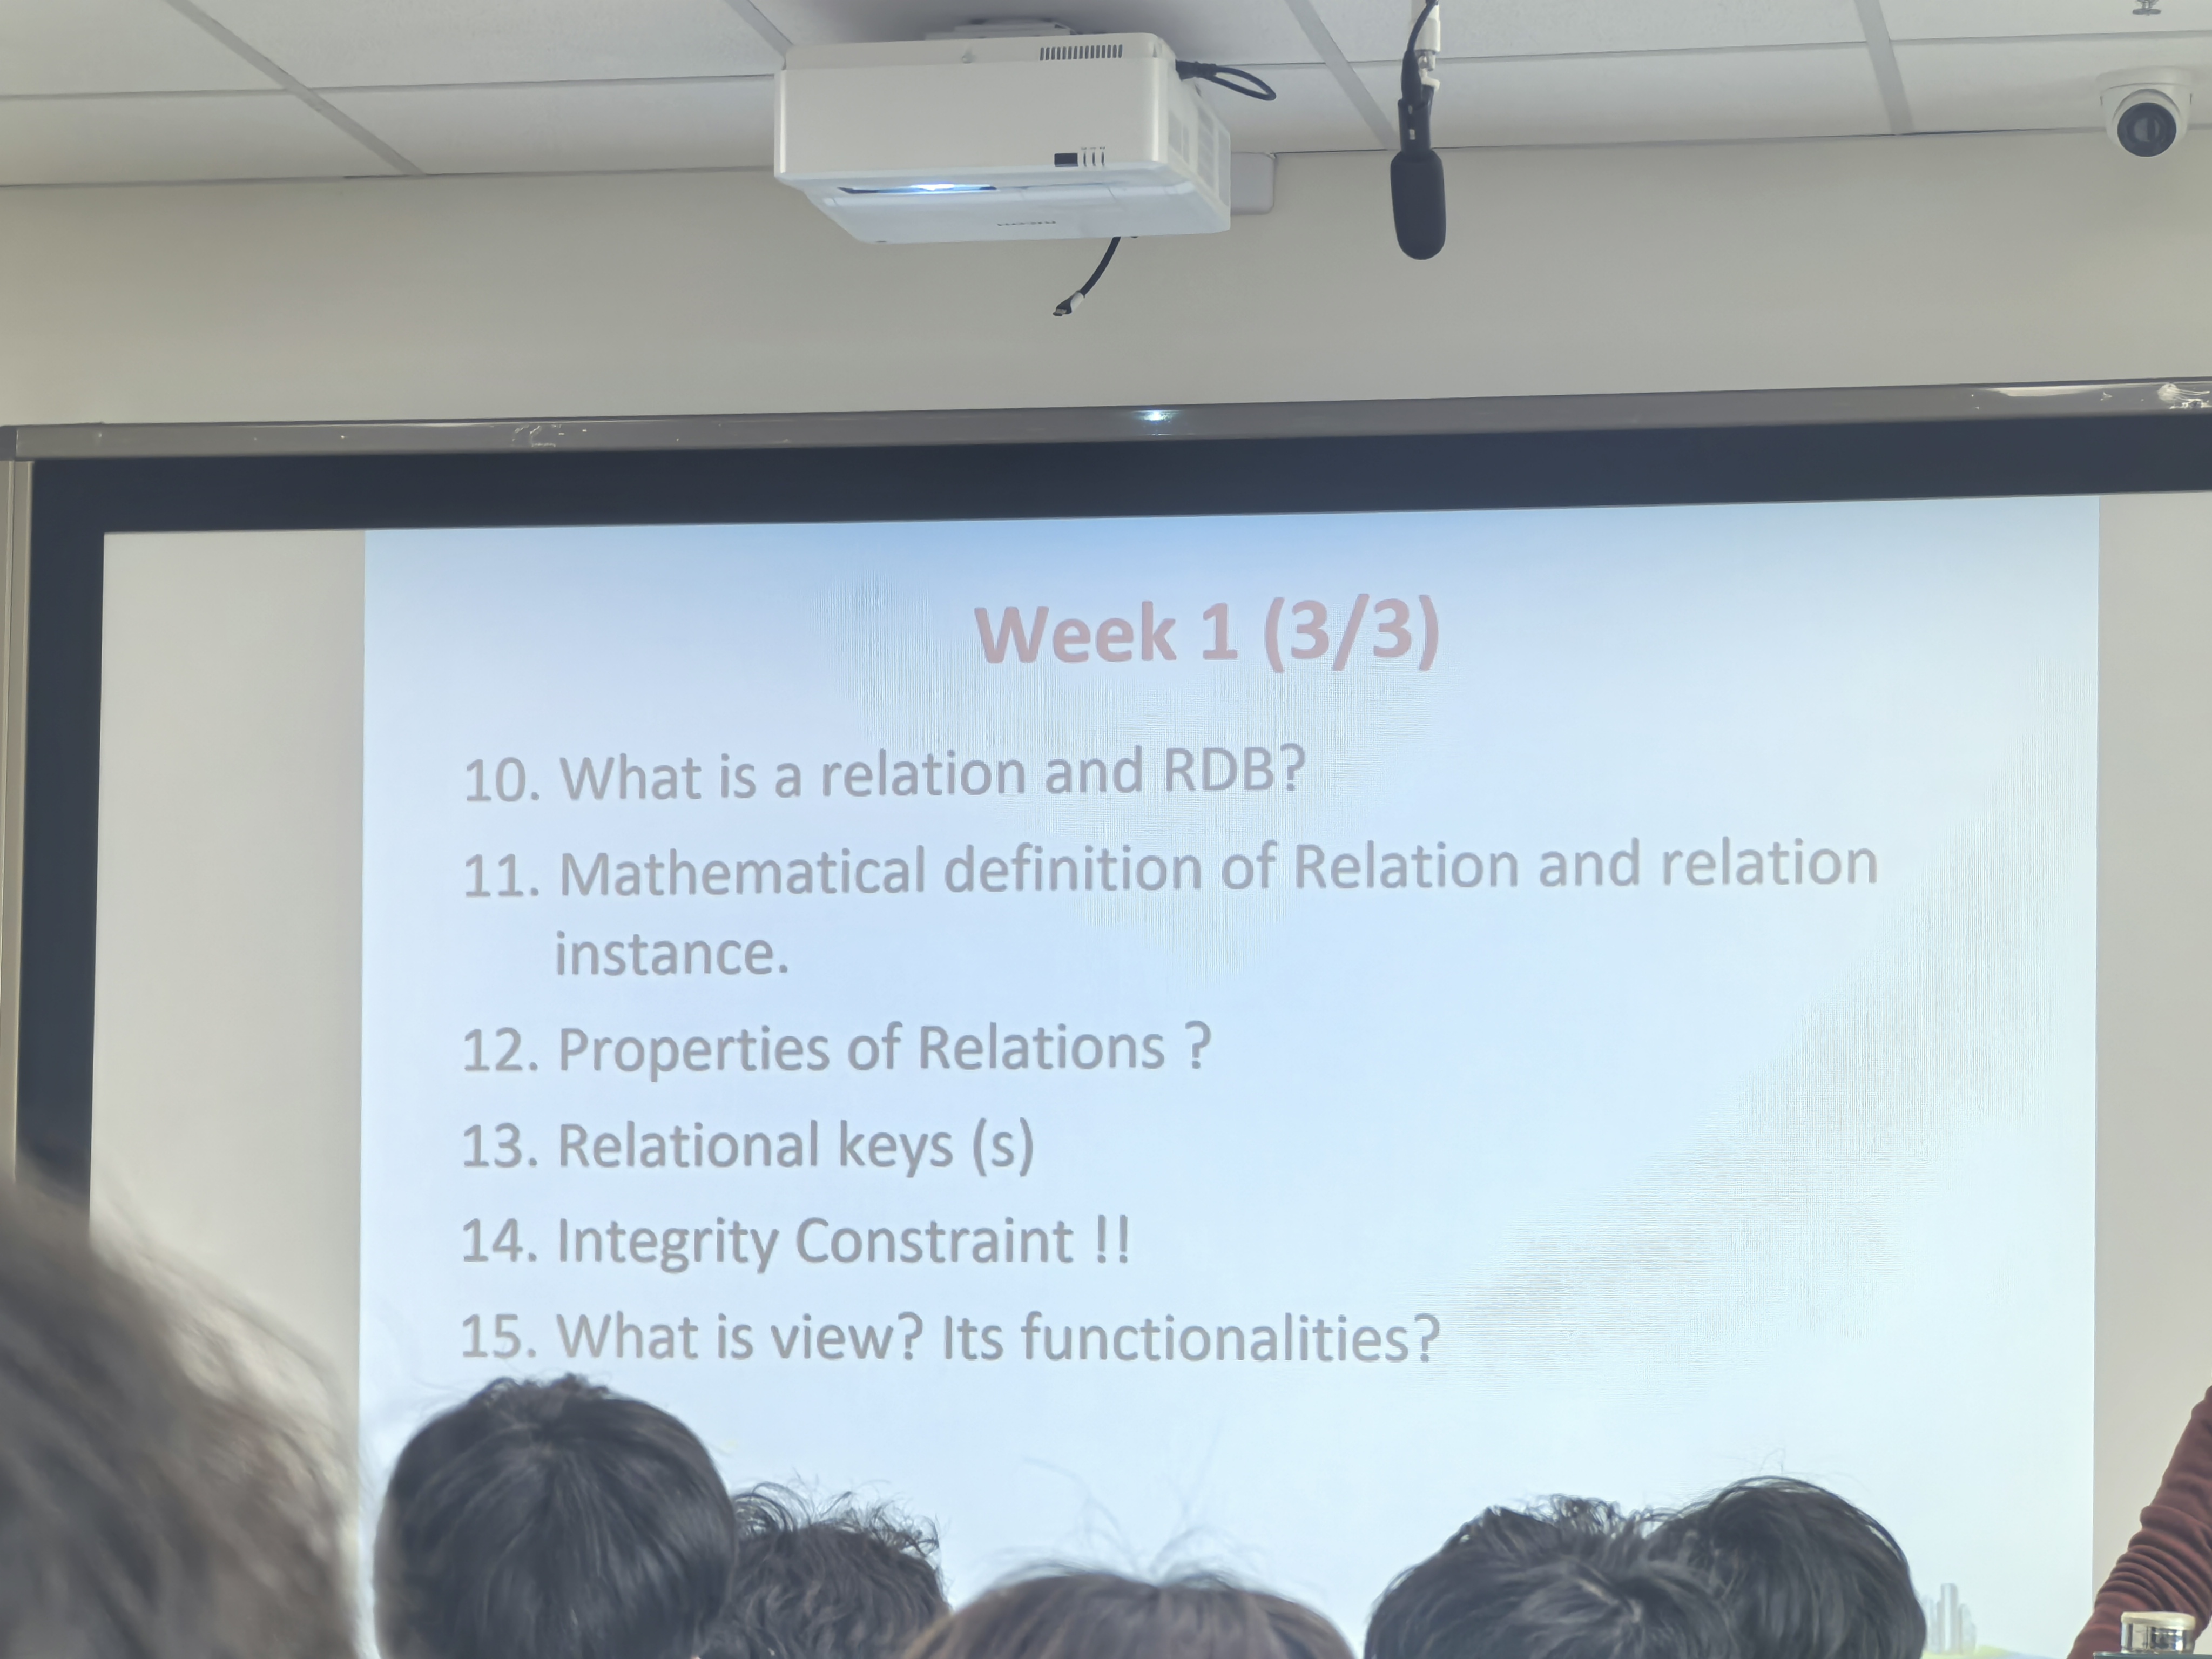 Week 1 (3/3)
10. What is a relation and RDB?
11. Mathematical definition of Relation and relation
instance.
12. Properties of Relations ?
13. Relational keys (s)
14. Integrity Constraint !!
15. What is view? Its functionalities?